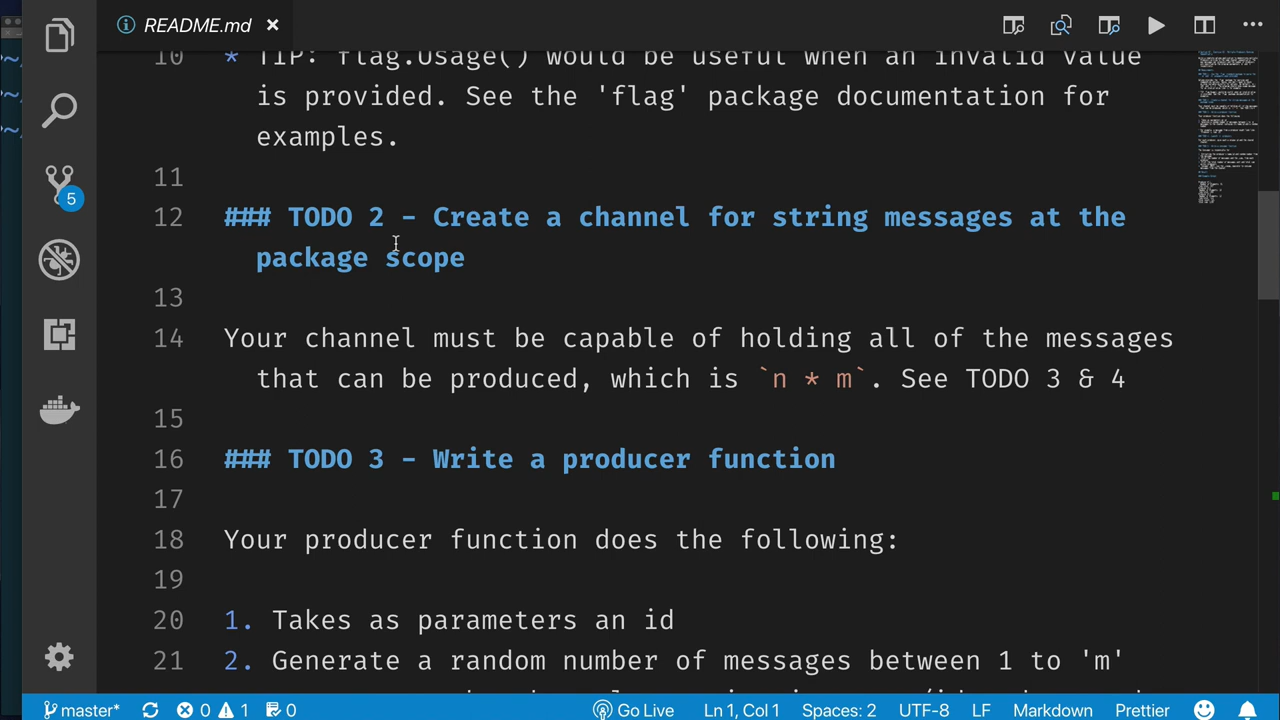 README.md ×
10 * TIP: flag.Usage() would be useful when an invalid value
is provided. See the 'flag' package documentation for
examples.
11
12 ### TODO 2 - Create a channel for string messages at the
package scope
13
14 Your channel must be capable of holding all of the messages
that can be produced, which is `n * m`. See TODO 3 & 4
15
16 ### TODO 3 - Write a producer function
17
18 Your producer function does the following:
19
20 1. Takes as parameters an id
21 2. Generate a random number of messages between 1 to 'm'
5
master* 0 1 0 Go Live Ln 1, Col 1 Spaces: 2 UTF-8 LF Markdown Prettier